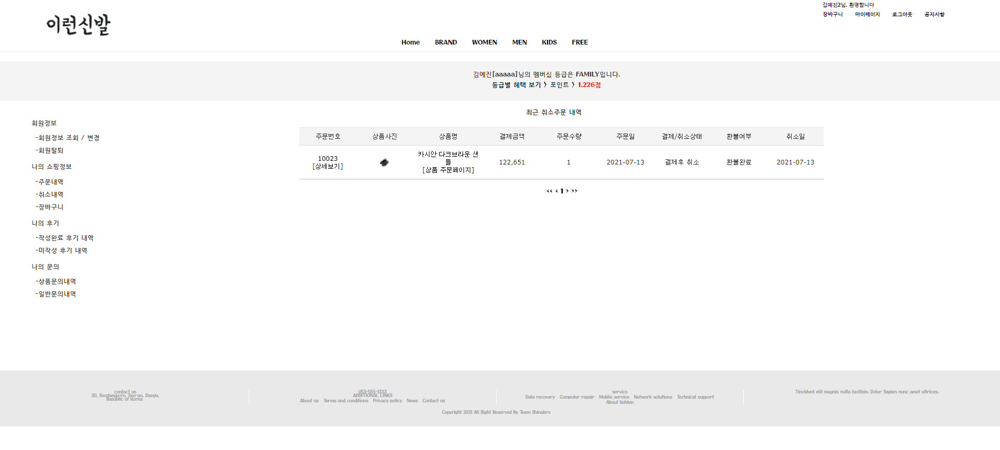 김예진2님, 환영합니다
장바구니 마이페이지 로그아웃 공지사항
이런신발
Home BRAND WOMEN MEN KIDS FREE
김예진[aaaaa]님의 멤버십 등급은 FAMILY입니다.
등급별 혜택 보기 > 포인트 > 1,226점
최근 취소주문 내역
회원정보
-회원정보 조회 / 변경
-회원탈퇴
나의 쇼핑정보
-주문내역
-취소내역
-장바구니
나의 후기
-작성완료 후기 내역
-미작성 후기 내역
나의 문의
-상품문의내역
-일반문의내역
주문번호 상품사진 상품명 결제금액 주문수량 주문일 결제/취소상태 환불여부 취소일
카시안 다크브라운 샌
들
[상품 주문페이지]
10023
[상세보기]
122,651 1 2021-07-13 결제후 취소 환불완료 2021-07-13
<< < 1 > >>
contact us
30, Seodaegu-ro, Seo-gu, Daegu,
Republic of Korea
053-555-1333
ADDITIONAL LINKS
About us Terms and conditions Privacy policy News Contact us
service
Data recovery Computer repair Mobile service Network solutions Technical support
About lighten
Tincidunt elit magnis nulla facilisis. Dolor Sapien nunc amet ultrices,
Copyright 2021 All Right Reserved By Team Shinabro